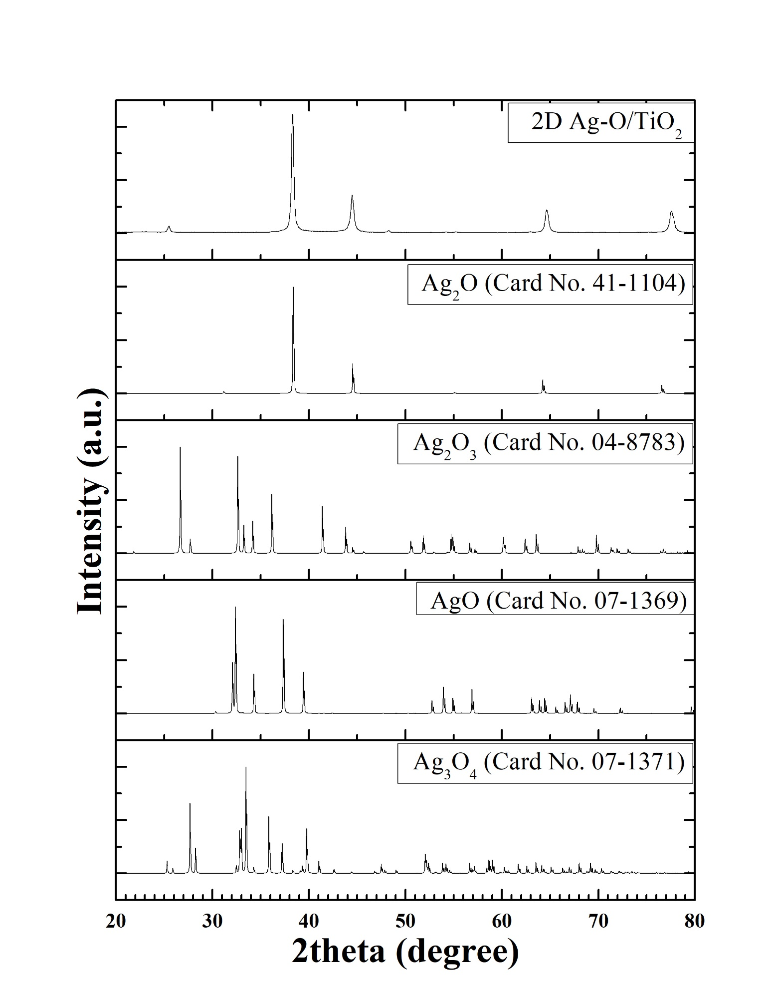 2D Ag-O/TiO₂
Ag₂O (Card No. 41-1104)
Ag₂O₃ (Card No. 04-8783)
AgO (Card No. 07-1369)
Ag₃O₄ (Card No. 07-1371)
Intensity (a.u.)
20 30 40 50 60 70 80
2theta (degree)